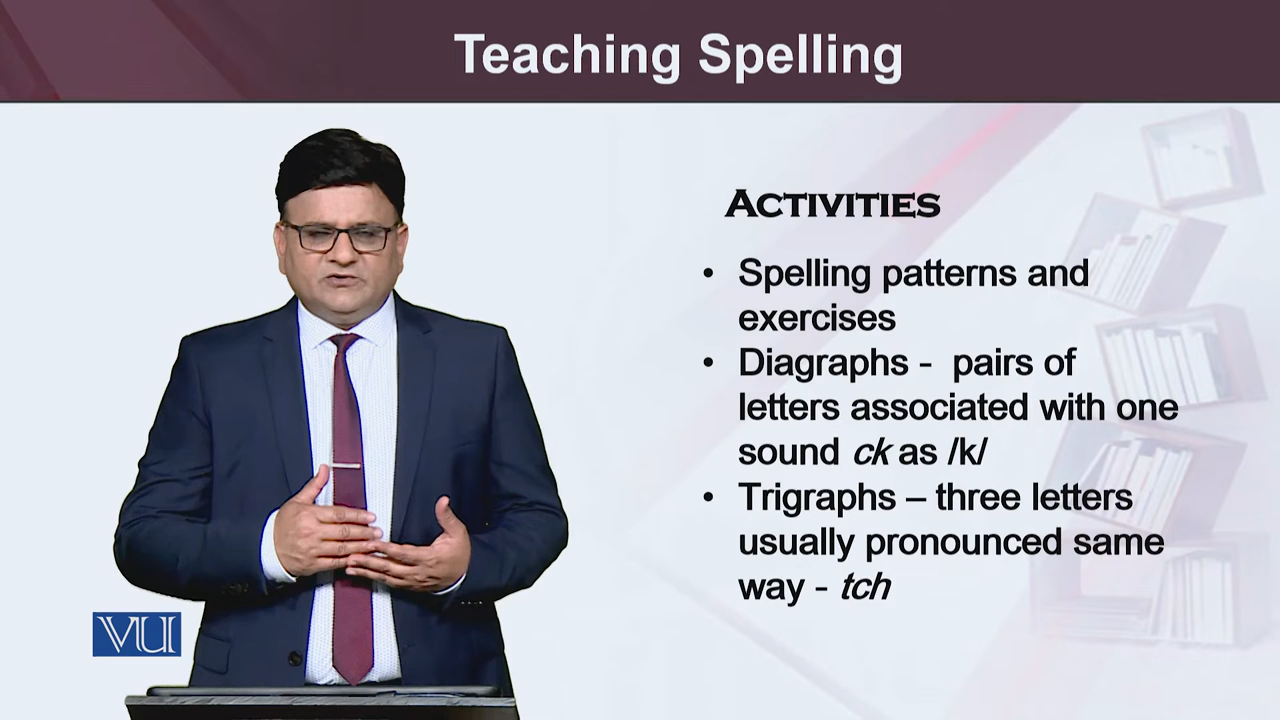 Teaching Spelling
ACTIVITIES
• Spelling patterns and
exercises
• Diagraphs - pairs of
letters associated with one
sound ck as /k/
• Trigraphs – three letters
usually pronounced same
way - tch
VU